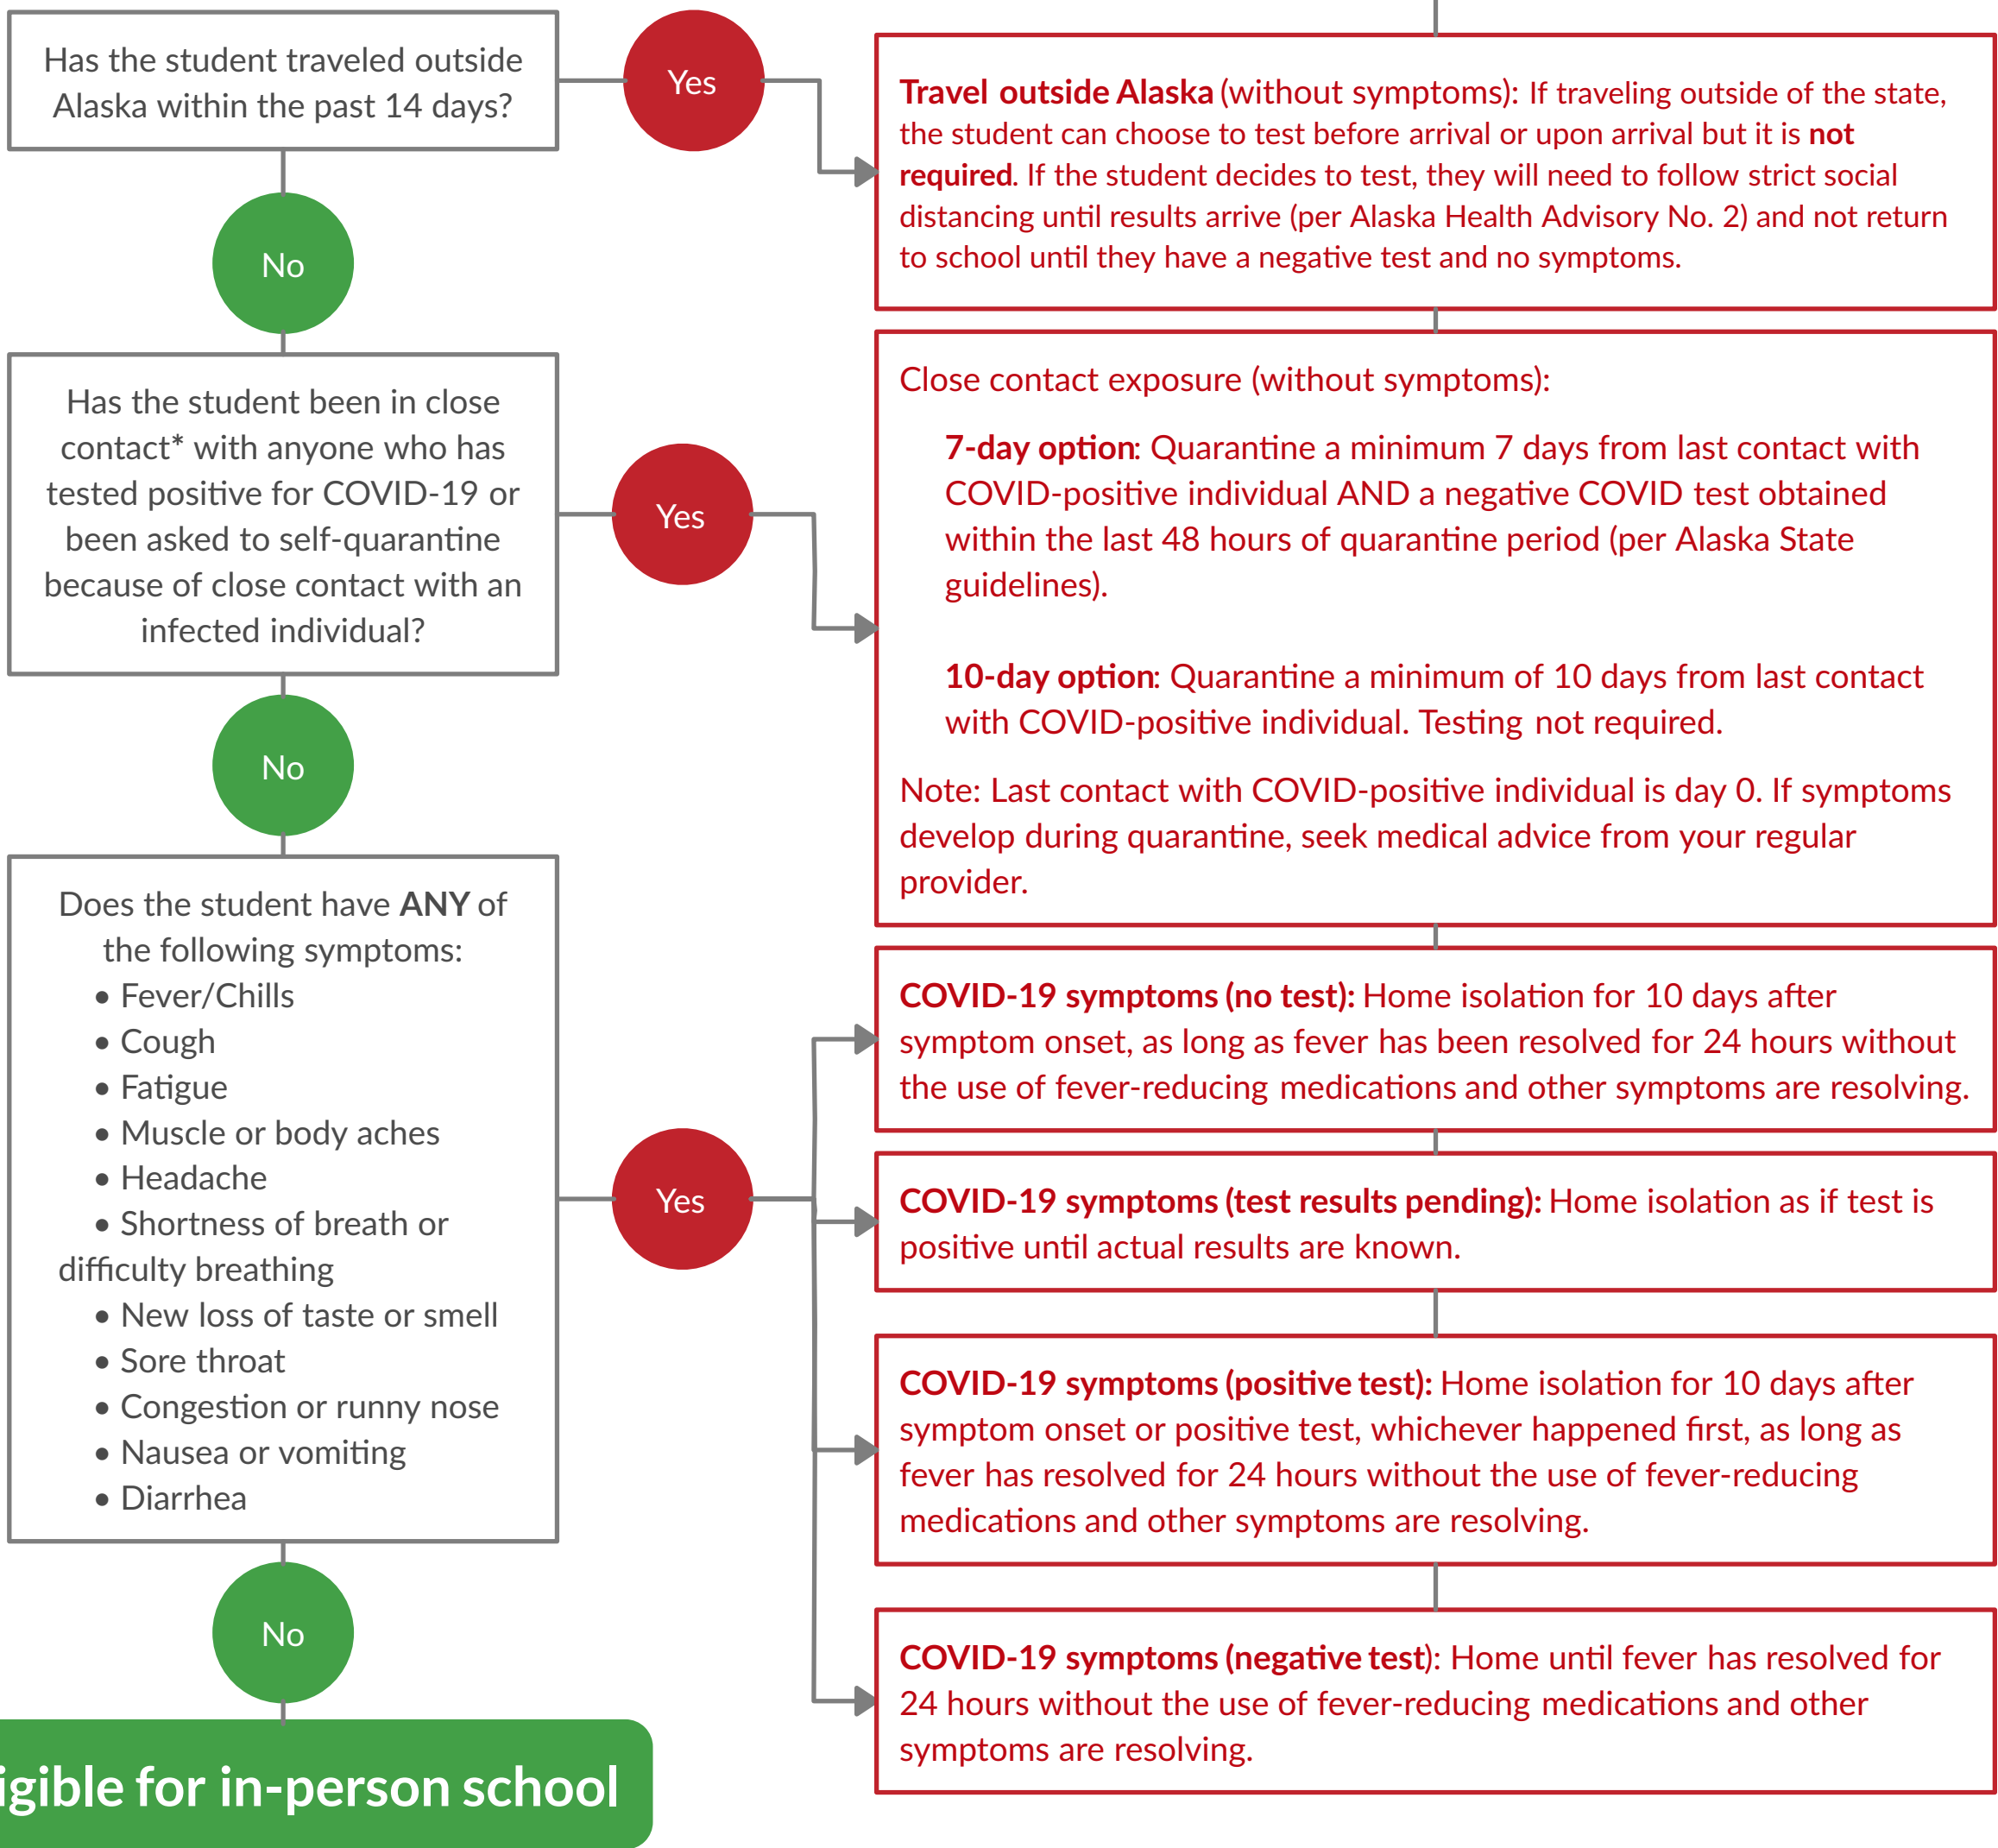 Has the student traveled outside
Alaska within the past 14 days?
Yes
Travel outside Alaska (without symptoms): If traveling outside of the state,
the student can choose to test before arrival or upon arrival but it is not
required. If the student decides to test, they will need to follow strict social
distancing until results arrive (per Alaska Health Advisory No. 2) and not return
to school until they have a negative test and no symptoms.
No
Has the student been in close
contact* with anyone who has
tested positive for COVID-19 or
been asked to self-quarantine
because of close contact with an
infected individual?
Yes
Close contact exposure (without symptoms):
7-day option: Quarantine a minimum 7 days from last contact with
COVID-positive individual AND a negative COVID test obtained
within the last 48 hours of quarantine period (per Alaska State
guidelines).
10-day option: Quarantine a minimum of 10 days from last contact
with COVID-positive individual. Testing not required.
Note: Last contact with COVID-positive individual is day 0. If symptoms
develop during quarantine, seek medical advice from your regular
provider.
No
Does the student have ANY of
the following symptoms:
• Fever/Chills
• Cough
• Fatigue
• Muscle or body aches
• Headache
• Shortness of breath or
difficulty breathing
• New loss of taste or smell
• Sore throat
• Congestion or runny nose
• Nausea or vomiting
• Diarrhea
Yes
COVID-19 symptoms (no test): Home isolation for 10 days after
symptom onset, as long as fever has been resolved for 24 hours without
the use of fever-reducing medications and other symptoms are resolving.
COVID-19 symptoms (test results pending): Home isolation as if test is
positive until actual results are known.
COVID-19 symptoms (positive test): Home isolation for 10 days after
symptom onset or positive test, whichever happened first, as long as
fever has resolved for 24 hours without the use of fever-reducing
medications and other symptoms are resolving.
COVID-19 symptoms (negative test): Home until fever has resolved for
24 hours without the use of fever-reducing medications and other
symptoms are resolving.
No
igible for in-person school